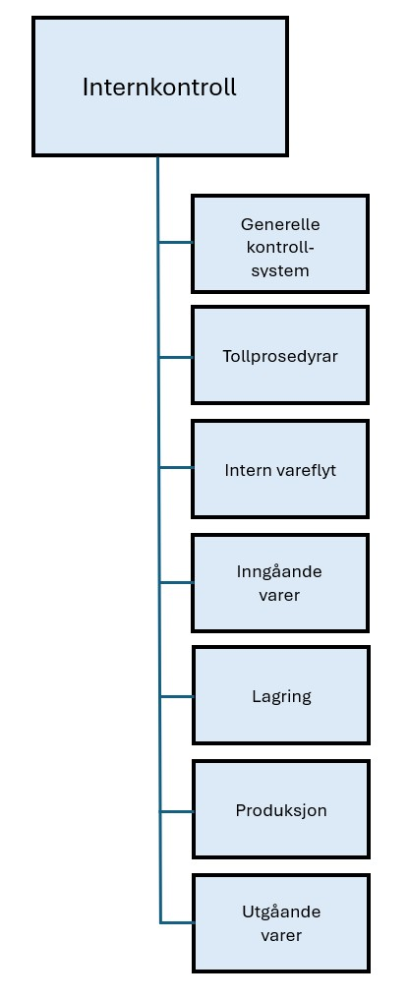 Internkontroll
Generelle
kontroll-
system
Tollprosedyrar
Intern vareflyt
Inngåande
varer
Lagring
Produksjon
Utgåande
varer